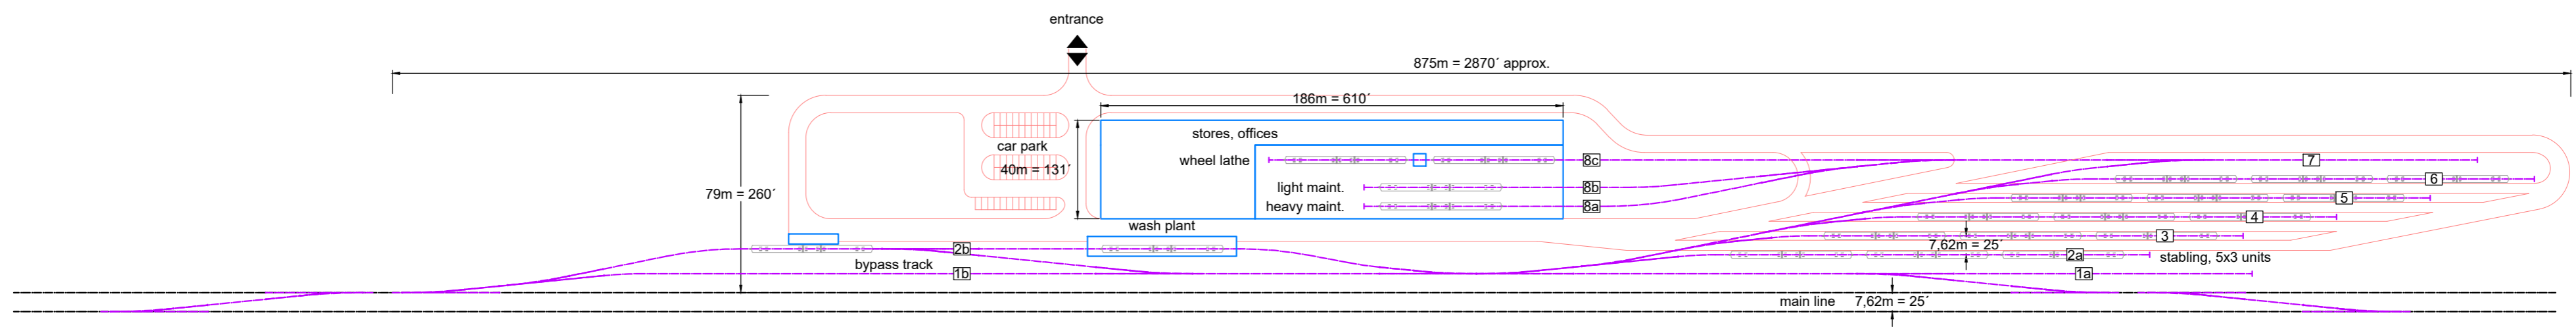 entrance
875m = 2870´ approx.
186m = 610´
stores, offices
car park
wheel lathe
8c
7
40m = 131´
light maint.
8b
6
79m = 260´
heavy maint.
8a
5
wash plant
4
3
2b
7,62m = 25´
2a
stabling, 5x3 units
bypass track
1b
1a
main line
7,62m = 25´